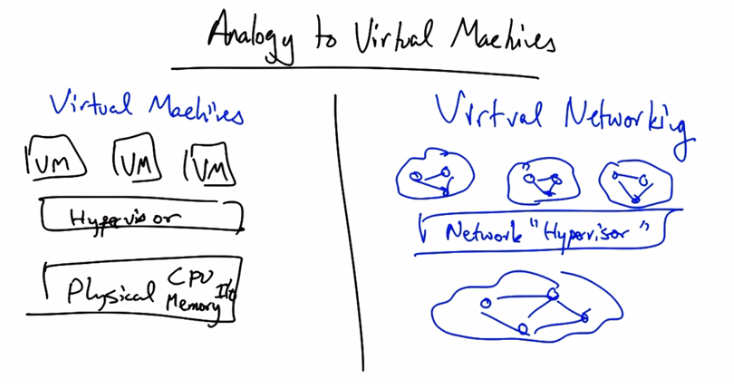 Analogy to Virtual Machines
Virtual Machines
VM VM VM
Hypervisor
Physical CPU
Memory I/O
Virtual Networking
Network "Hypervisor"